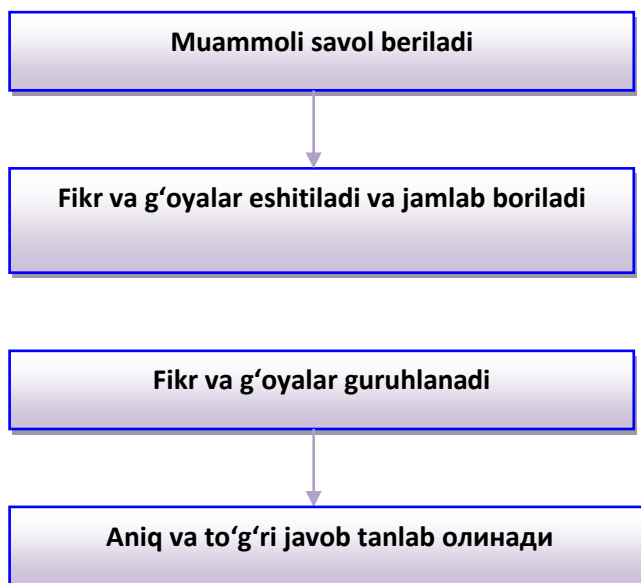 Muammoli savol beriladi
Fikr va g‘oyalar eshitiladi va jamlab boriladi
Fikr va g‘oyalar guruhlanadi
Aniq va to‘g‘ri javob tanlab олинади